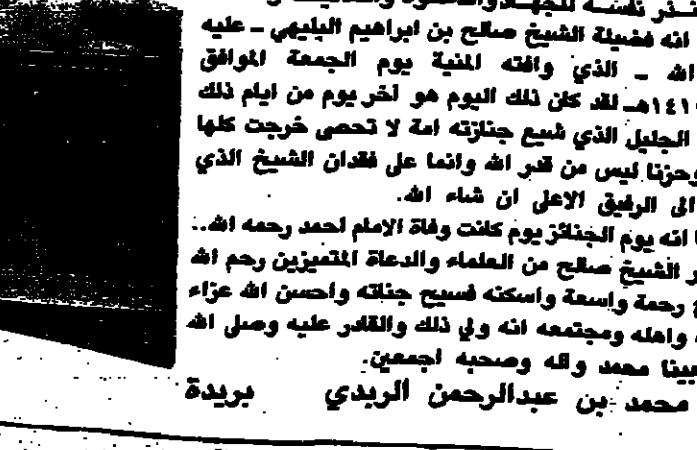 نذر نفسه للجهاد
انه فضيلة الشيخ صالح بن ابراهيم البليهي ـ عليه
الله ـ الذي وافته المنية يوم الجمعة الموافق
١٤١هـ لقد كان ذلك اليوم هو آخر يوم من ايام ذلك
الجليل الذي شيع جنازته امة لا تحصى خرجت كلها
وحزنا ليس من قدر الله وانما على فقدان الشيخ الذي
الى الرفيق الاعلى ان شاء الله.
انه يوم الجنائز يوم كانت وفاة الامام احمد رحمه الله..
الشيخ صالح من العلماء والدعاة المتميزين رحم الله
رحمة واسعة واسكنه فسيح جناته واحسن الله عزاء
واهله ومجتمعه انه ولي ذلك والقادر عليه وصلى الله
نبينا محمد وآله وصحبه اجمعين.
محمد بن عبدالرحمن الربدي بريدة